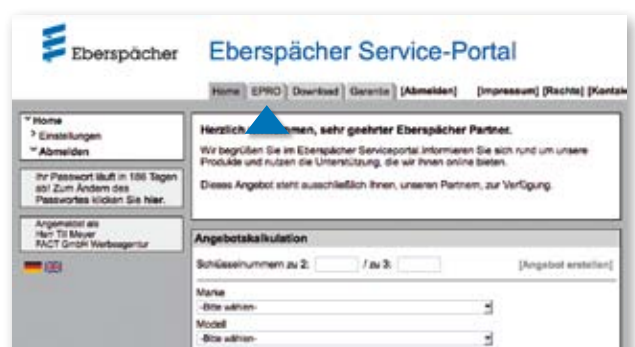 Eberspächer
Eberspächer Service-Portal
Home EPRO Download Garantie [Abmelden] [Impressum] [Rechte] [Kontak
Home
Einstellungen
Abmelden
Ihr Passwort läuft in 186 Tagen
ab! Zum Ändern des
Passwortes klicken Sie hier.
Angemeldet als
Herr Till Meyer
FACT GmbH Werbeagentur
Herzlich men, sehr geehrter Eberspächer Partner.
Wir begrüßen Sie im Eberspächer Serviceportal. Informieren Sie sich rund um unsere
Produkte und nutzen die Unterstützung, die wir Ihnen online bieten.
Dieses Angebot steht ausschließlich Ihnen, unseren Partnern, zur Verfügung.
Angebotskalkulation
Schlüsselnummern zu 2: / zu 3: [Angebot erstellen]
Marke
-Bitte wählen-
Modell
-Bitte wählen-